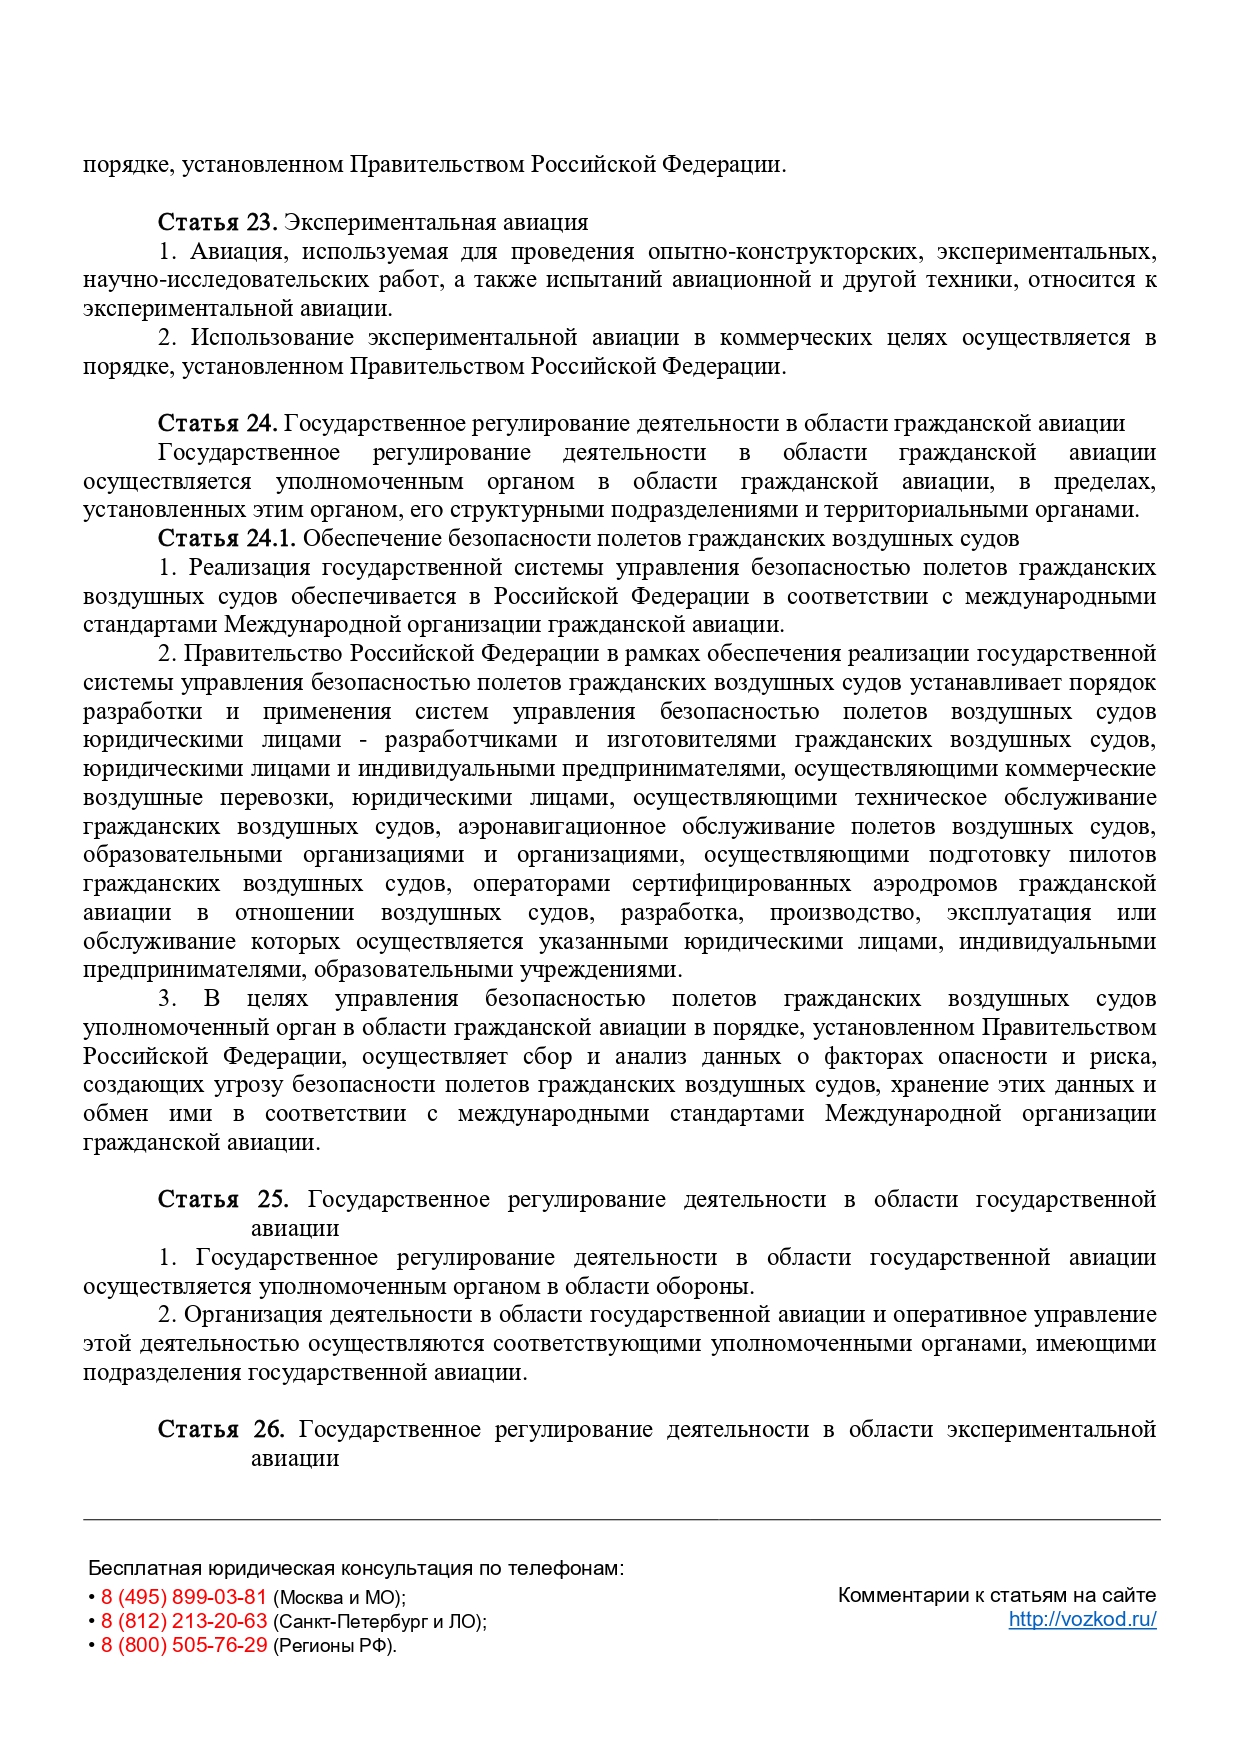 порядке, установленном Правительством Российской Федерации.
Статья 23. Экспериментальная авиация
1. Авиация, используемая для проведения опытно-конструкторских, экспериментальных,
научно-исследовательских работ, а также испытаний авиационной и другой техники, относится к
экспериментальной авиации.
2. Использование экспериментальной авиации в коммерческих целях осуществляется в
порядке, установленном Правительством Российской Федерации.
Статья 24. Государственное регулирование деятельности в области гражданской авиации
Государственное регулирование деятельности в области гражданской авиации
осуществляется уполномоченным органом в области гражданской авиации, в пределах,
установленных этим органом, его структурными подразделениями и территориальными органами.
Статья 24.1. Обеспечение безопасности полетов гражданских воздушных судов
1. Реализация государственной системы управления безопасностью полетов гражданских
воздушных судов обеспечивается в Российской Федерации в соответствии с международными
стандартами Международной организации гражданской авиации.
2. Правительство Российской Федерации в рамках обеспечения реализации государственной
системы управления безопасностью полетов гражданских воздушных судов устанавливает порядок
разработки и применения систем управления безопасностью полетов воздушных судов
юридическими лицами - разработчиками и изготовителями гражданских воздушных судов,
юридическими лицами и индивидуальными предпринимателями, осуществляющими коммерческие
воздушные перевозки, юридическими лицами, осуществляющими техническое обслуживание
гражданских воздушных судов, аэронавигационное обслуживание полетов воздушных судов,
образовательными организациями и организациями, осуществляющими подготовку пилотов
гражданских воздушных судов, операторами сертифицированных аэродромов гражданской
авиации в отношении воздушных судов, разработка, производство, эксплуатация или
обслуживание которых осуществляется указанными юридическими лицами, индивидуальными
предпринимателями, образовательными учреждениями.
3. В целях управления безопасностью полетов гражданских воздушных судов
уполномоченный орган в области гражданской авиации в порядке, установленном Правительством
Российской Федерации, осуществляет сбор и анализ данных о факторах опасности и риска,
создающих угрозу безопасности полетов гражданских воздушных судов, хранение этих данных и
обмен ими в соответствии с международными стандартами Международной организации
гражданской авиации.
Статья 25. Государственное регулирование деятельности в области государственной
авиации
1. Государственное регулирование деятельности в области государственной авиации
осуществляется уполномоченным органом в области обороны.
2. Организация деятельности в области государственной авиации и оперативное управление
этой деятельностью осуществляются соответствующими уполномоченными органами, имеющими
подразделения государственной авиации.
Статья 26. Государственное регулирование деятельности в области экспериментальной
авиации
Бесплатная юридическая консультация по телефонам:
• 8 (495) 899-03-81 (Москва и МО);
• 8 (812) 213-20-63 (Санкт-Петербург и ЛО);
• 8 (800) 505-76-29 (Регионы РФ).
Комментарии к статьям на сайте
http://vozkod.ru/